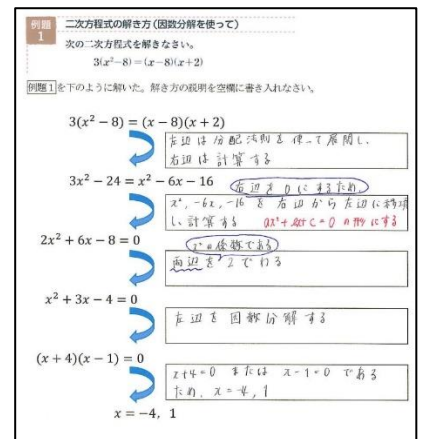 例題
1
二次方程式の解き方(因数分解を使って)
次の二次方程式を解きなさい。
3(x²−8)=(x−8)(x+2)
例題1を下のように解いた。解き方の説明を空欄に書き入れなさい。
3(x² − 8) = (x − 8)(x + 2)
左辺は分配法則を使って展開し、
右辺は計算する
3x² − 24 = x² − 6x − 16
右辺を0にするため、
x², −6x, −16 を右辺から左辺に移項
し、計算する ax²+bx+c=0 の形にする
2x² + 6x − 8 = 0
x²の係数である
両辺を2でわる
x² + 3x − 4 = 0
左辺を因数分解する
(x + 4)(x − 1) = 0
x+4=0 または x−1=0 である
ため、x=−4, 1
x = −4, 1